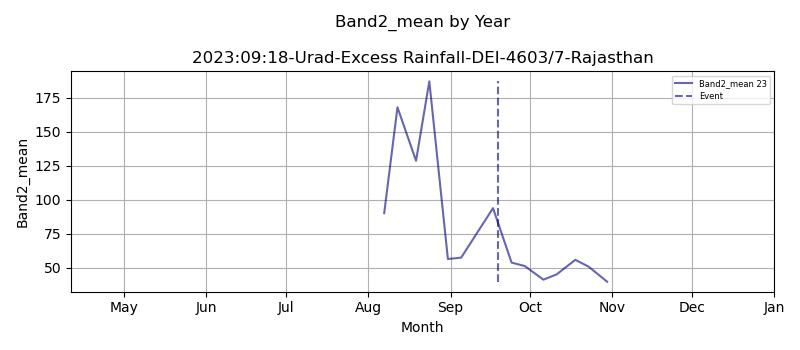 Band2_mean by Year
2023:09:18-Urad-Excess Rainfall-DEI-4603/7-Rajasthan
Band2_mean 23
Event
175
150
125
100
75
50
Band2_mean
May Jun Jul Aug Sep Oct Nov Dec Jan
Month